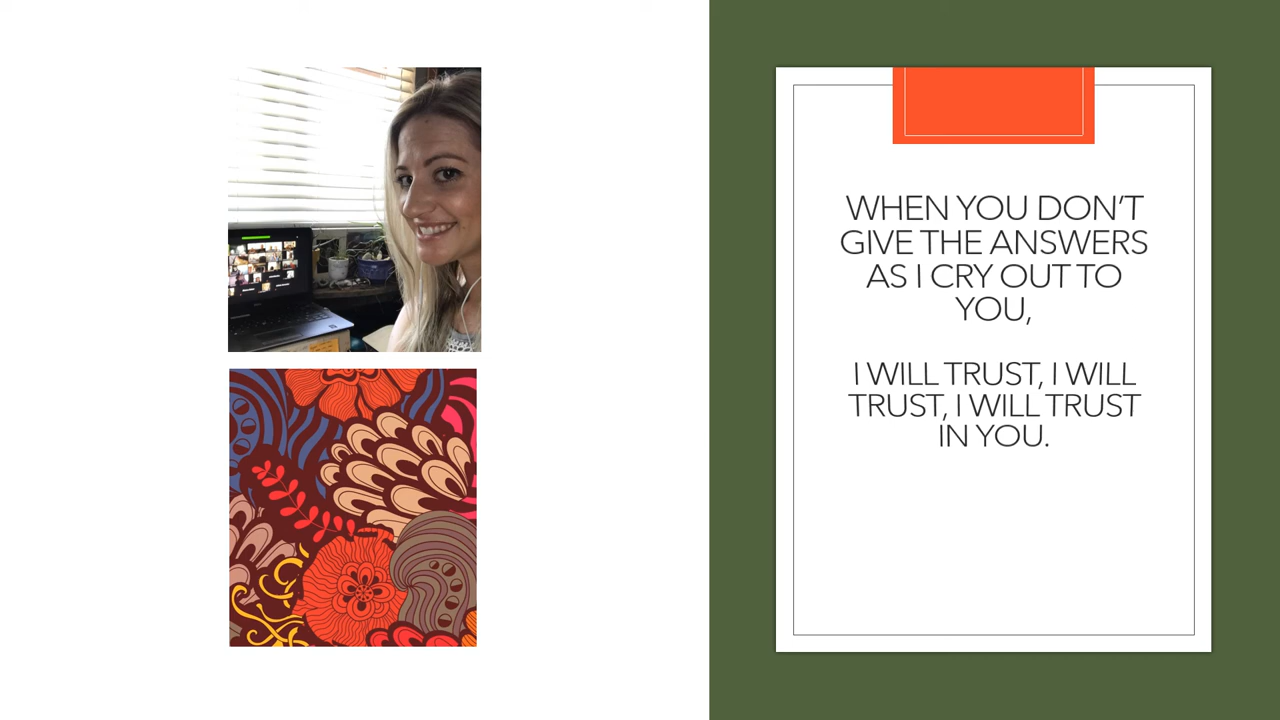 WHEN YOU DON'T
GIVE THE ANSWERS
AS I CRY OUT TO
YOU,
I WILL TRUST, I WILL
TRUST, I WILL TRUST
IN YOU.